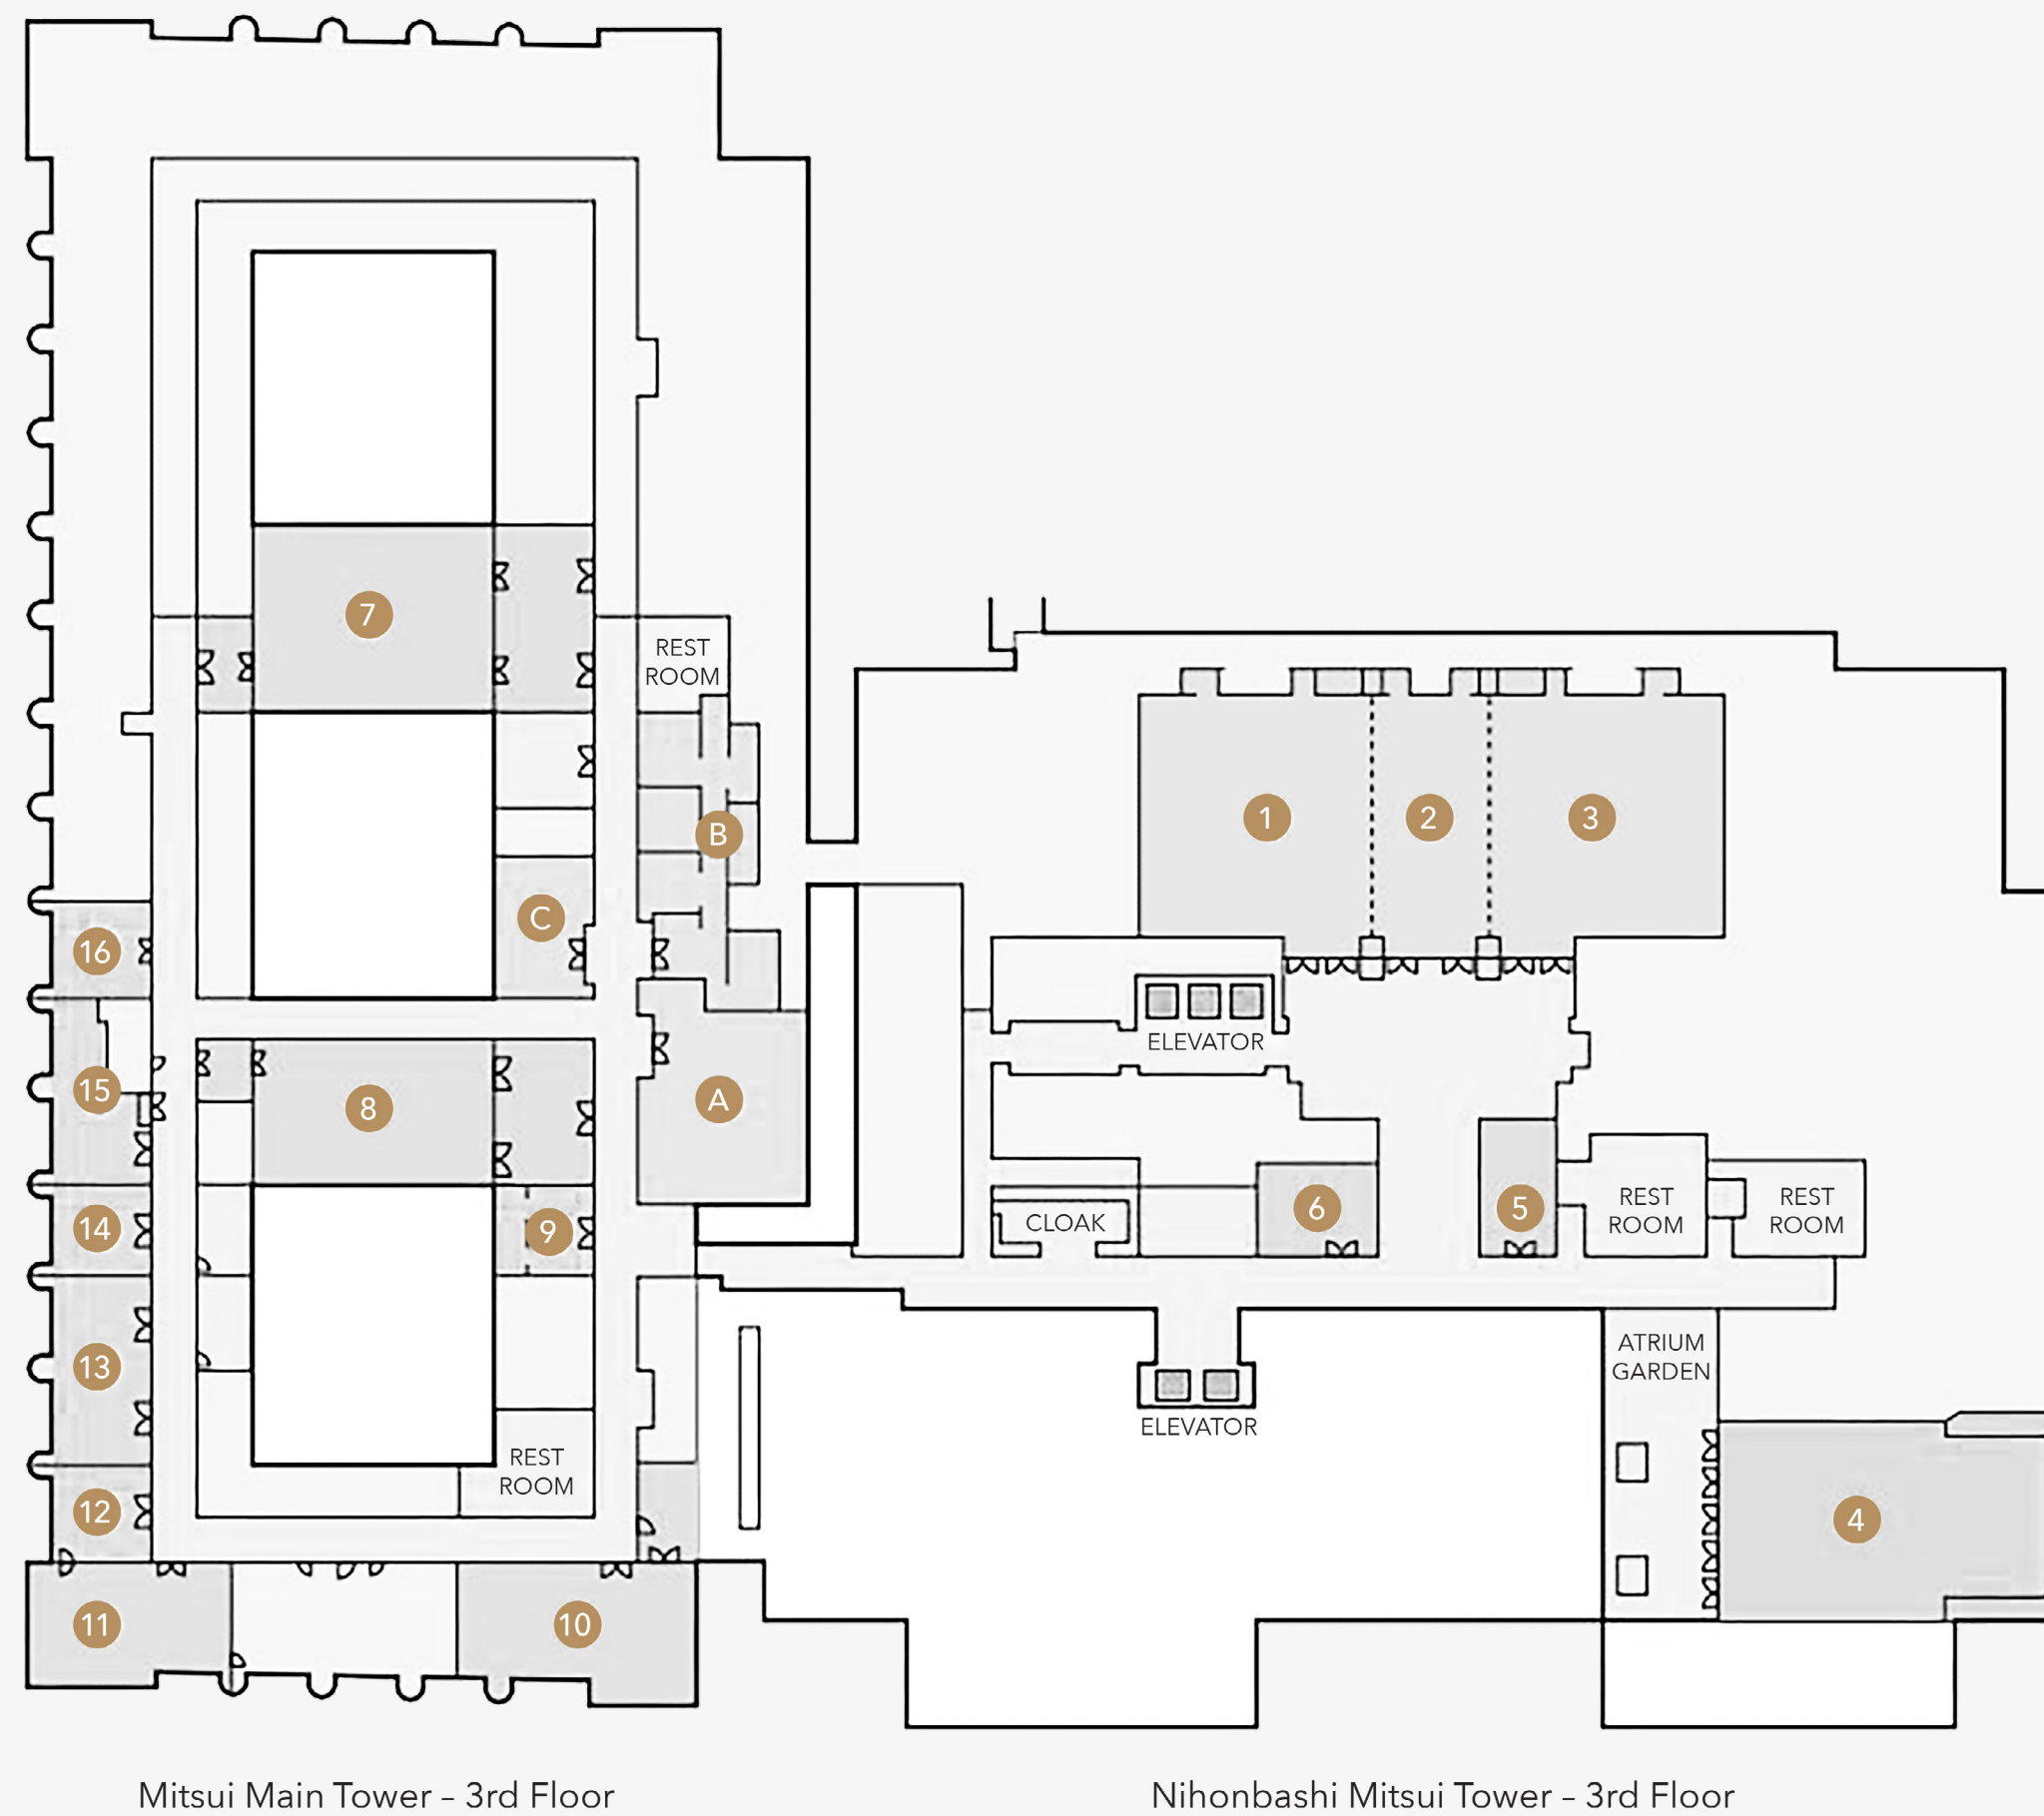 7
REST
ROOM
1
2
3
B
C
16
ELEVATOR
15
8
A
14
9
CLOAK
6
5
REST
ROOM
REST
ROOM
13
ATRIUM
GARDEN
ELEVATOR
REST
ROOM
12
4
11
10
Mitsui Main Tower – 3rd Floor
Nihonbashi Mitsui Tower – 3rd Floor